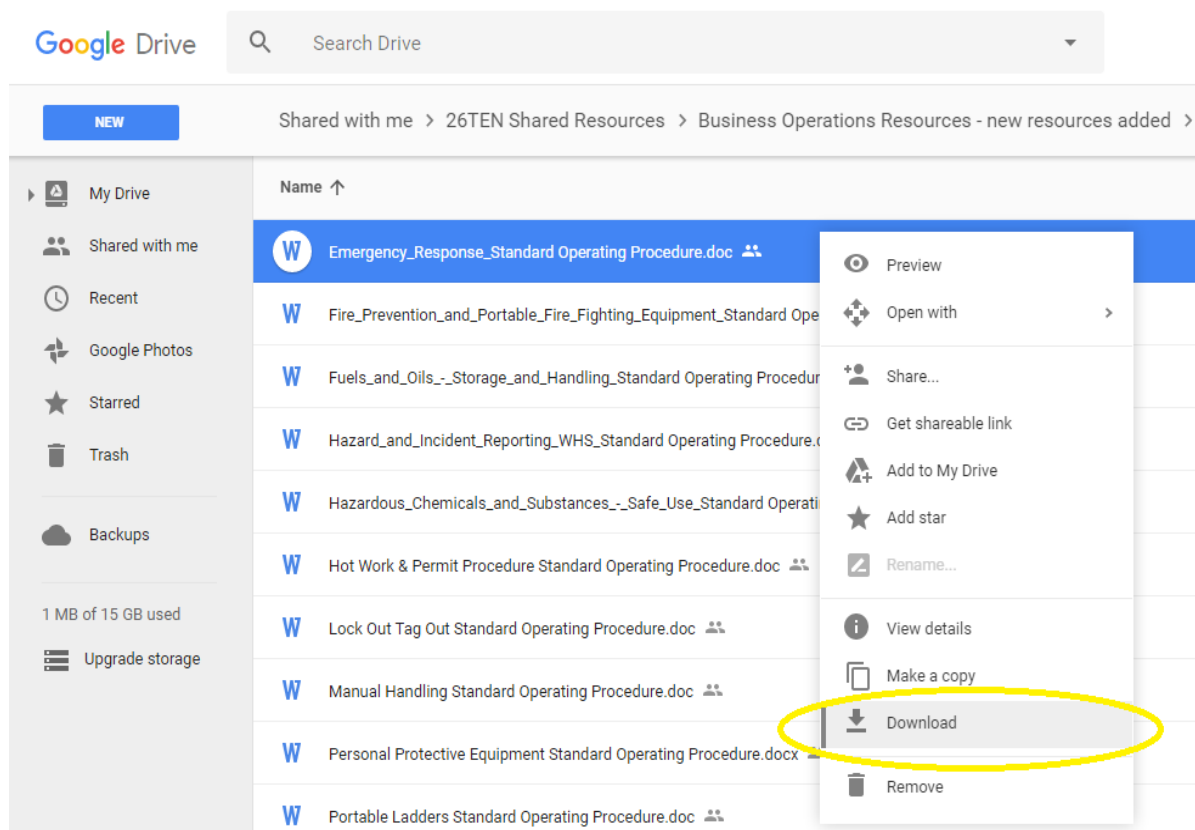 Google Drive
Search Drive
NEW
Shared with me > 26TEN Shared Resources > Business Operations Resources - new resources added >
My Drive
Shared with me
Recent
Google Photos
Starred
Trash
Backups
1 MB of 15 GB used
Upgrade storage
Name ↑
Emergency_Response_Standard Operating Procedure.doc
Fire_Prevention_and_Portable_Fire_Fighting_Equipment_Standard Ope
Fuels_and_Oils_-_Storage_and_Handling_Standard Operating Procedur
Hazard_and_Incident_Reporting_WHS_Standard Operating Procedure.
Hazardous_Chemicals_and_Substances_-_Safe_Use_Standard Operati
Hot Work & Permit Procedure Standard Operating Procedure.doc
Lock Out Tag Out Standard Operating Procedure.doc
Manual Handling Standard Operating Procedure.doc
Personal Protective Equipment Standard Operating Procedure.docx
Portable Ladders Standard Operating Procedure.doc
Preview
Open with
Share...
Get shareable link
Add to My Drive
Add star
Rename...
View details
Make a copy
Download
Remove